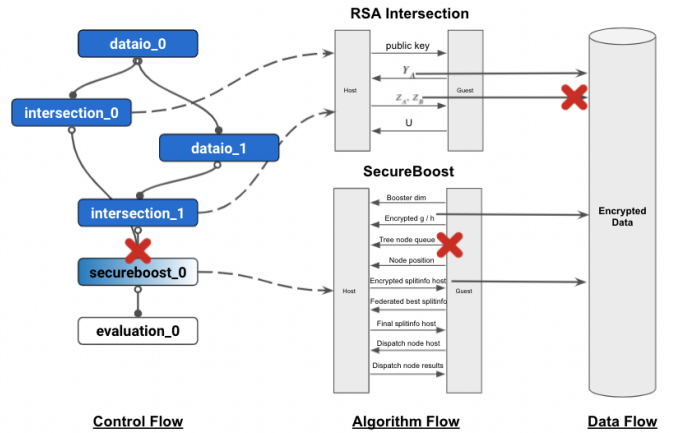 RSA Intersection
dataio_0
public key
Y_A
Host
Guest
intersection_0
Z_A, Z_B
U
dataio_1
SecureBoost
Booster dim
intersection_1
Encrypted g / h
Encrypted
Data
Tree node queue
Node position
secureboost_0
Encrypted splitinfo host
Host
Guest
Federated best splitinfo
evaluation_0
Final splitinfo host
Dispatch node host
Dispatch node results
Control Flow
Algorithm Flow
Data Flow